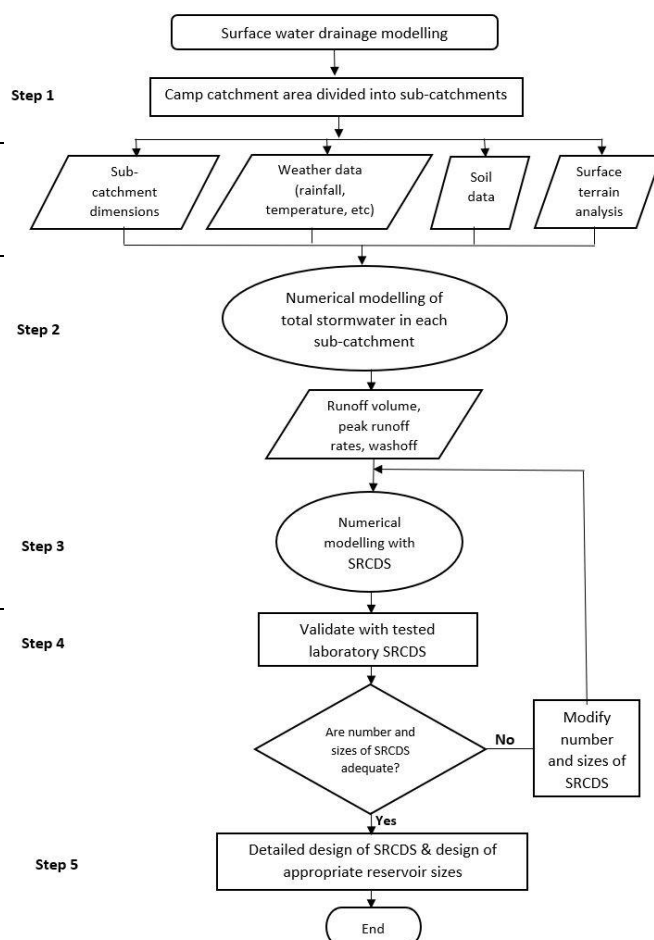 Surface water drainage modelling
Step 1
Camp catchment area divided into sub-catchments
Sub-
catchment
dimensions
Weather data
(rainfall,
temperature, etc)
Soil
data
Surface
terrain
analysis
Step 2
Numerical modelling of
total stormwater in each
sub-catchment
Runoff volume,
peak runoff
rates, washoff
Step 3
Numerical
modelling with
SRCDS
Step 4
Validate with tested
laboratory SRCDS
Are number and
sizes of SRCDS
adequate?
No
Modify
number
and sizes of
SRCDS
Yes
Step 5
Detailed design of SRCDS & design of
appropriate reservoir sizes
End